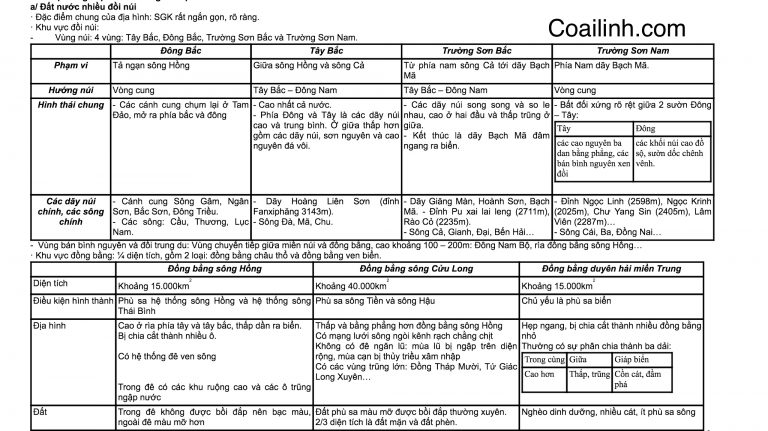 a/ Đất nước nhiều đồi núi
· Đặc điểm chung của địa hình: SGK rất ngắn gọn, rõ ràng.
· Khu vực đồi núi:
- Vùng núi: 4 vùng: Tây Bắc, Đông Bắc, Trường Sơn Bắc và Trường Sơn Nam.
Coailinh.com
Đông Bắc Tây Bắc Trường Sơn Bắc Trường Sơn Nam
Phạm vi
Tả ngạn sông Hồng
Giữa sông Hồng và sông Cả
Từ phía nam sông Cả tới dãy Bạch
Mã
Phía Nam dãy Bạch Mã.
Hướng núi
Vòng cung
Tây Bắc – Đông Nam
Tây Bắc – Đông Nam
Vòng cung
Hình thái chung
- Các cánh cung chụm lại ở Tam
Đảo, mở ra phía bắc và đông
- Cao nhất cả nước.
- Phía Đông và Tây là các dãy núi
cao và trung bình. Ở giữa thấp hơn
gồm các dãy núi, sơn nguyên và cao
nguyên đá vôi.
- Các dãy núi song song và so le
nhau, cao ở hai đầu và thấp trũng ở
giữa.
- Kết thúc là dãy Bạch Mã đâm
ngang ra biển.
- Bất đối xứng rõ rệt giữa 2 sườn Đông
– Tây:
Tây Đông
các cao nguyên ba
dan bằng phẳng, các
bán bình nguyên xen
đồi
các khối núi cao đồ
sộ, sườn dốc chênh
vênh.
Các dãy núi
chính, các sông
chính
- Cánh cung Sông Gâm, Ngân
Sơn, Bắc Sơn, Đông Triều.
- Các sông: Cầu, Thương, Lục
Nam.
- Dãy Hoàng Liên Sơn (đỉnh
Fanxiphăng 3143m).
- Sông Đà, Mã, Chu.
- Dãy Giăng Màn, Hoành Sơn, Bạch
Mã. - Đỉnh Pu xai lai leng (2711m),
Rào Cỏ (2235m).
- Sông Cả, Gianh, Đại, Bến Hải…
- Đỉnh Ngọc Linh (2598m), Ngọc Krinh
(2025m), Chư Yang Sin (2405m), Lâm
Viên (2287m)…
- Sông Cái, Ba, Đồng Nai…
- Vùng bán bình nguyên và đồi trung du: Vùng chuyển tiếp giữa miền núi và đồng bằng, cao khoảng 100 – 200m: Đông Nam Bộ, rìa đồng bằng sông Hồng…
- Khu vực đồng bằng: ¼ diện tích, gồm 2 loại: đồng bằng châu thổ và đồng bằng ven biển.
Đồng bằng sông Hồng Đồng bằng sông Cứu Long Đồng bằng duyên hải miền Trung
Diện tích
Khoảng 15.000km²
Khoảng 40.000km²
Khoảng 15.000km²
Điều kiện hình thành
Phù sa hệ thống sông Hồng và hệ thống sông
Thái Bình
Phù sa sông Tiền và sông Hậu
Chủ yếu là phù sa biển
Địa hình
Cao ở rìa phía tây và tây bắc, thấp dần ra biển.
Bị chia cắt thành nhiều ô.
Có hệ thống đê ven sông
Trong đê có các khu ruộng cao và các ô trũng
ngập nước
Thấp và bằng phẳng hơn đồng bằng sông Hồng
Có mạng lưới sông ngòi kênh rạch chằng chịt
Không có đê ngăn lũ: mùa lũ bị ngập trên diện
rộng, mùa cạn bị thủy triều xâm nhập
Có các vùng trũng lớn: Đồng Tháp Mười, Tứ Giác
Long Xuyên…
Hẹp ngang, bị chia cắt thành nhiều đồng bằng
nhỏ
Thường có sự phân chia thành ba dải:
Trong cùng Giữa Giáp biển
Cao hơn Thấp, trũng Cồn cát, đầm
phá
Đất
Trong đê không được bồi đắp nên bạc màu,
ngoài đê màu mỡ hơn
Đất phù sa màu mỡ được bồi đắp thường xuyên.
2/3 diện tích là đất mặn và đất phèn.
Nghèo dinh dưỡng, nhiều cát, ít phù sa sông